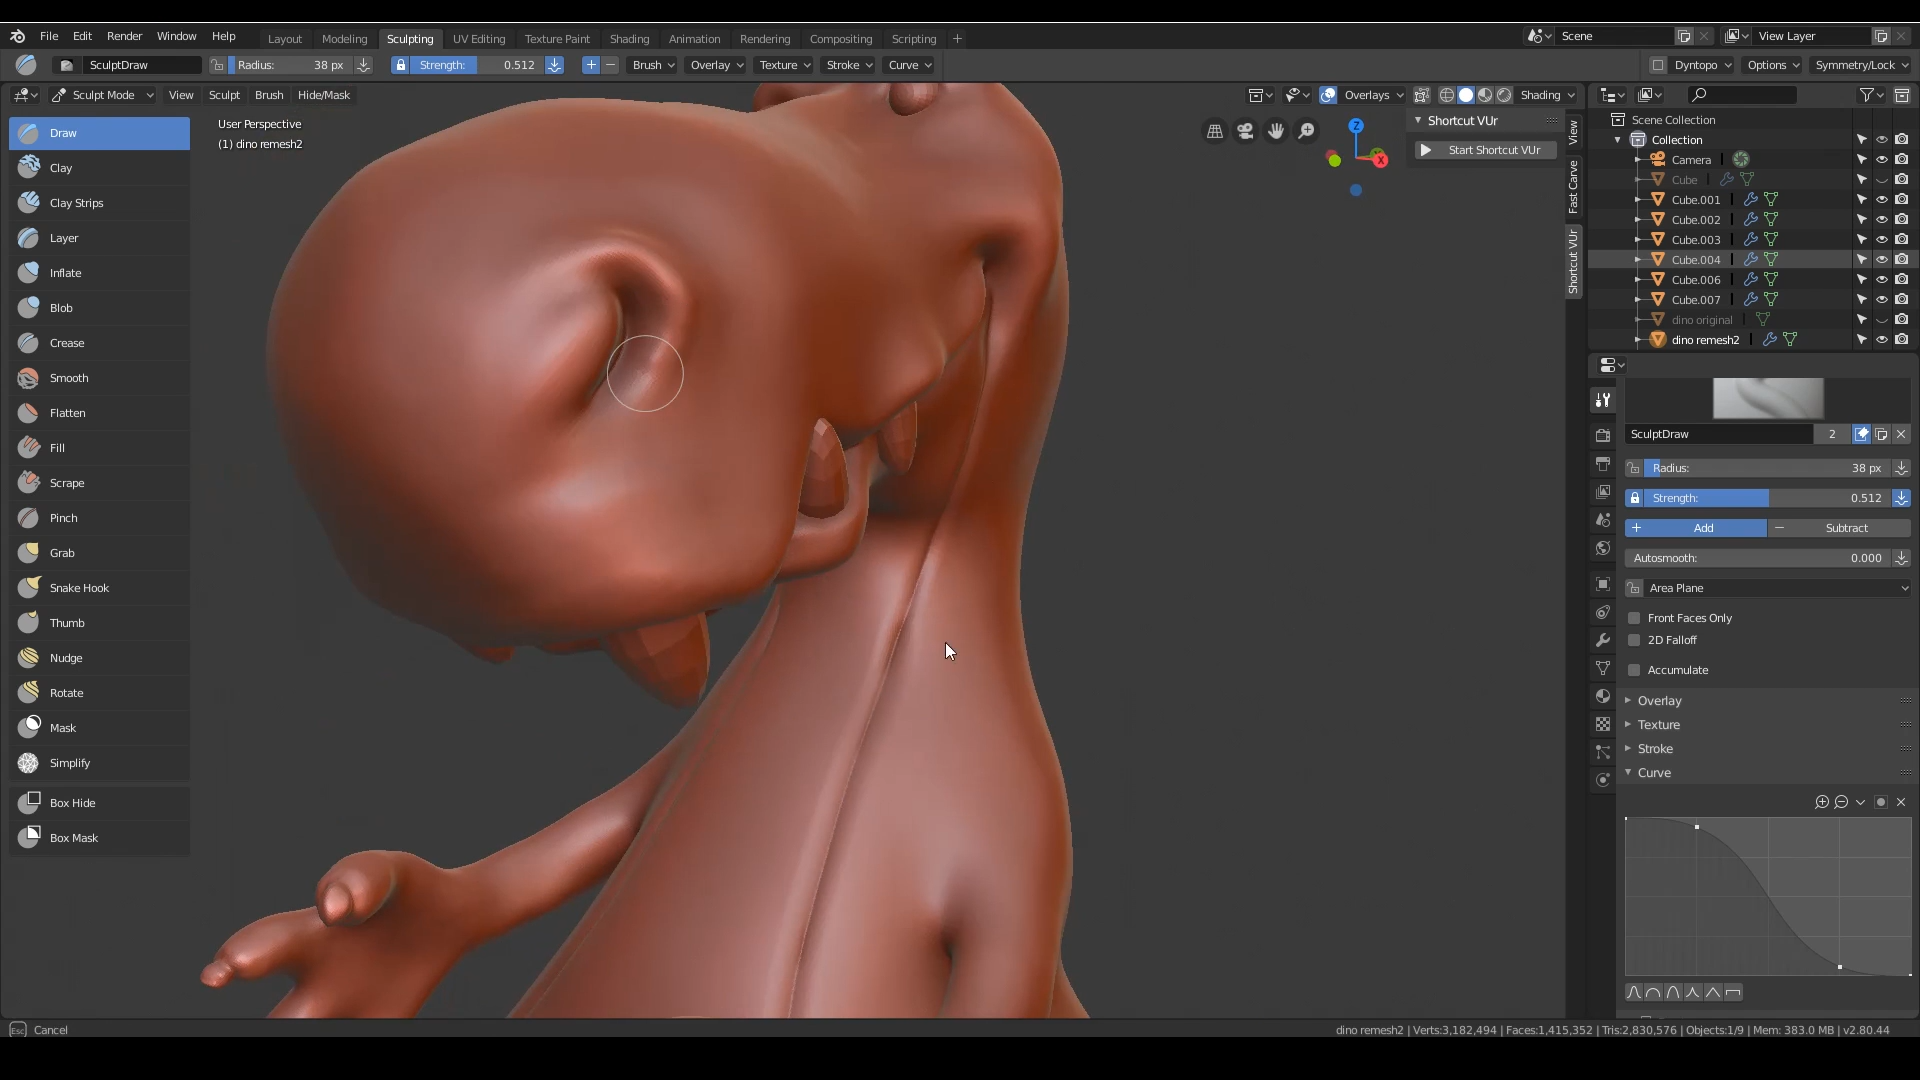 File Edit Render Window Help Layout Modeling Sculpting UV Editing Texture Paint Shading Animation Rendering Compositing Scripting + Scene View Layer
SculptDraw Radius: 38 px Strength: 0.512 + − Brush Overlay Texture Stroke Curve Dyntopo Options Symmetry/Lock
Sculpt Mode View Sculpt Brush Hide/Mask Overlays Shading
User Perspective
(1) dino remesh2
Draw
Clay
Clay Strips
Layer
Inflate
Blob
Crease
Smooth
Flatten
Fill
Scrape
Pinch
Grab
Snake Hook
Thumb
Nudge
Rotate
Mask
Simplify
Box Hide
Box Mask
Z
X
Shortcut VUr
Start Shortcut VUr
View
Fast Carve
Shortcut VUr
Scene Collection
Collection
Camera
Cube
Cube.001
Cube.002
Cube.003
Cube.004
Cube.006
Cube.007
dino original
dino remesh2
SculptDraw 2
Radius: 38 px
Strength: 0.512
+ Add − Subtract
Autosmooth: 0.000
Area Plane
Front Faces Only
2D Falloff
Accumulate
Overlay
Texture
Stroke
Curve
Esc Cancel
dino remesh2 | Verts:3,182,494 | Faces:1,415,352 | Tris:2,830,576 | Objects:1/9 | Mem: 383.0 MB | v2.80.44